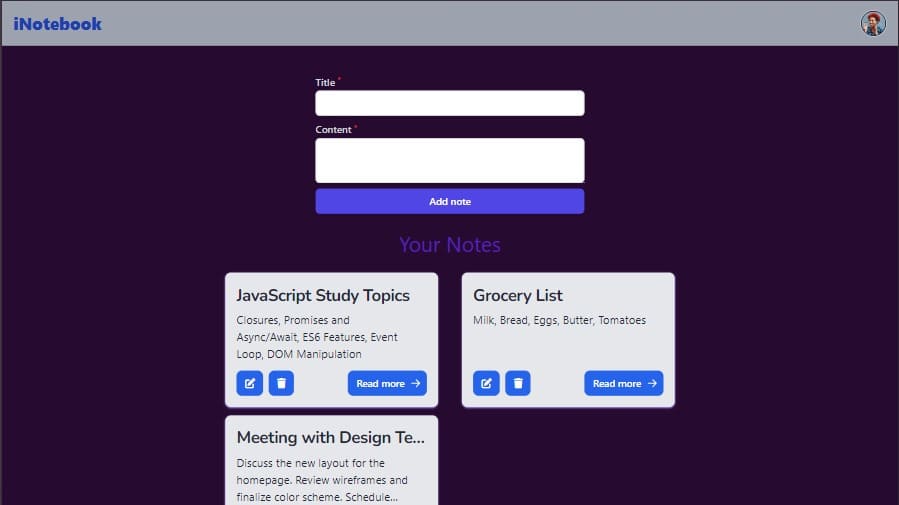 iNotebook
Title *
Content *
Add note
Your Notes
JavaScript Study Topics
Closures, Promises and
Async/Await, ES6 Features, Event
Loop, DOM Manipulation
Read more →
Grocery List
Milk, Bread, Eggs, Butter, Tomatoes
Read more →
Meeting with Design Te...
Discuss the new layout for the
homepage. Review wireframes and
finalize color scheme. Schedule...